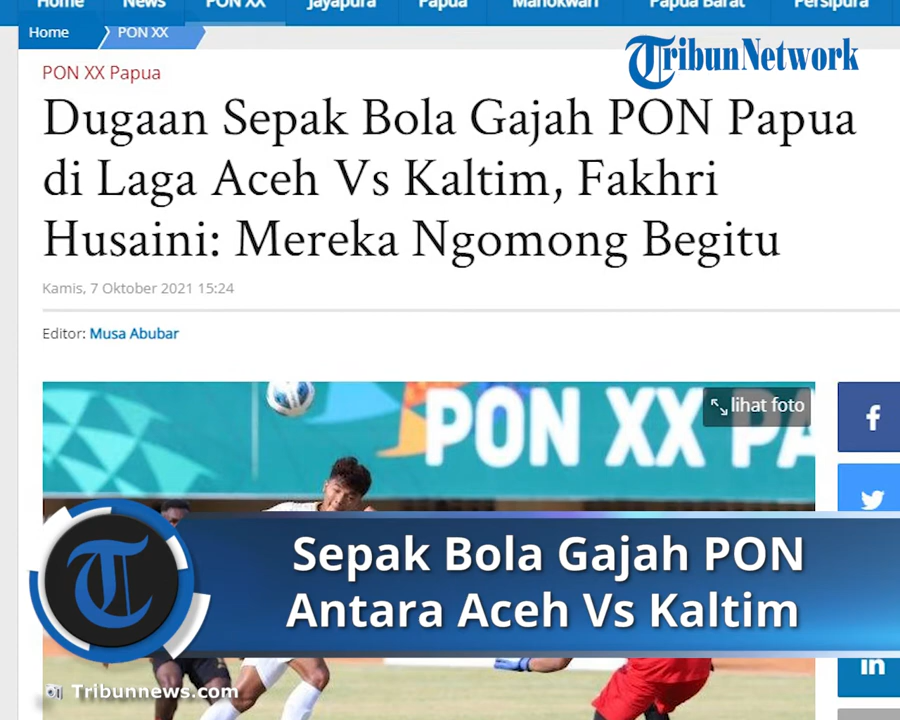 Home News PON XX Jayapura Papua Manokwari Papua Barat Persipura
Home PON XX
TribunNetwork
PON XX Papua
Dugaan Sepak Bola Gajah PON Papua
di Laga Aceh Vs Kaltim, Fakhri
Husaini: Mereka Ngomong Begitu
Kamis, 7 Oktober 2021 15:24
Editor: Musa Abubar
lihat foto
PON XX PA
f
Sepak Bola Gajah PON
Antara Aceh Vs Kaltim
T
in
Tribunnews.com